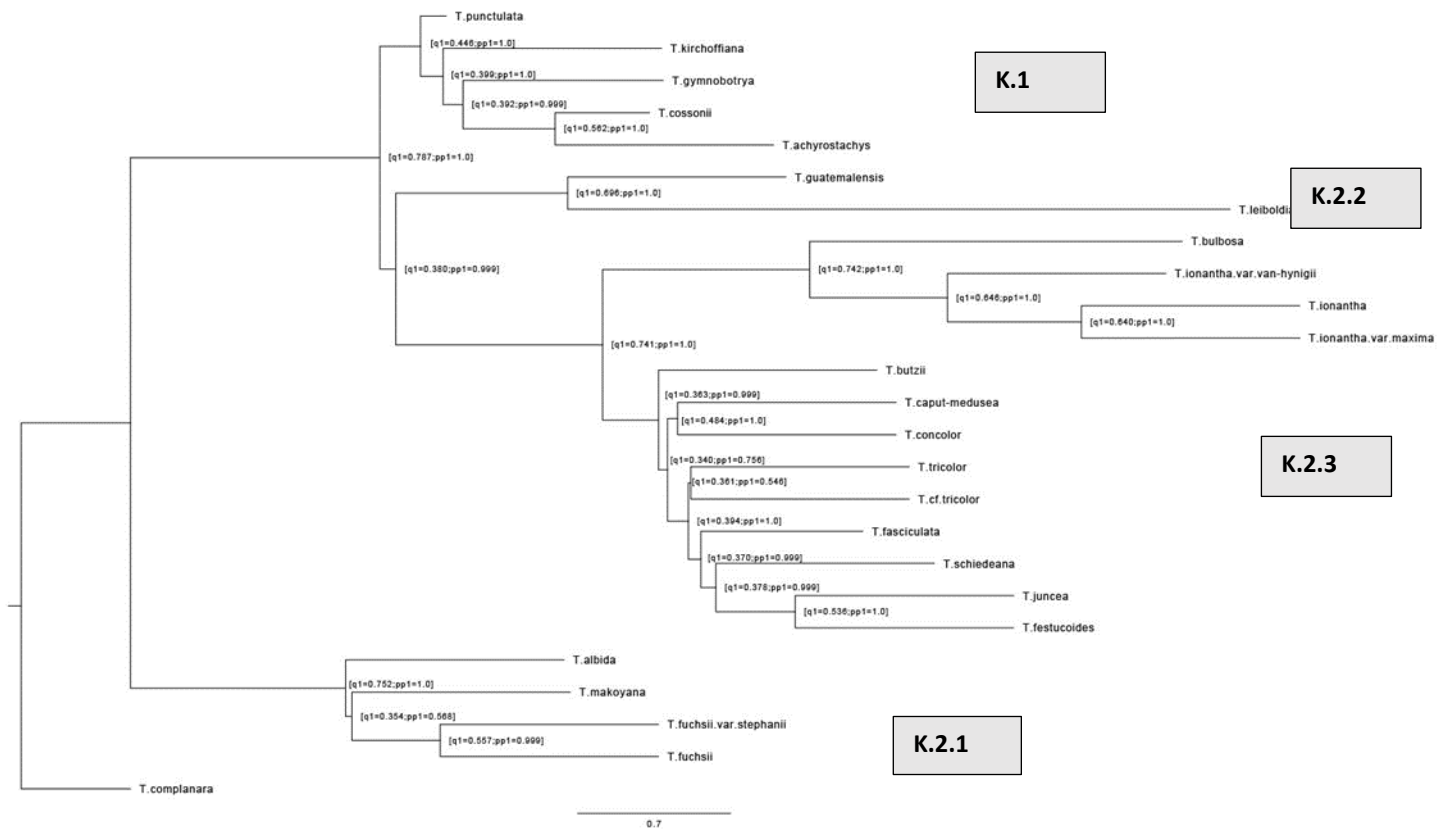 T.punctulata
[q1=0.446;pp1=1.0]
T.kirchoffiana
[q1=0.399;pp1=1.0]
T.gymnobotrya
K.1
[q1=0.392;pp1=0.999]
T.cossonii
[q1=0.562;pp1=1.0]
T.achyrostachys
[q1=0.787;pp1=1.0]
T.guatemalensis
[q1=0.696;pp1=1.0]
K.2.2
T.leiboldi
T.bulbosa
[q1=0.380;pp1=0.999]
[q1=0.742;pp1=1.0]
T.ionantha.var.van-hynigii
[q1=0.646;pp1=1.0]
T.ionantha
[q1=0.640;pp1=1.0]
T.ionantha.var.maxima
[q1=0.741;pp1=1.0]
T.butzii
[q1=0.363;pp1=0.999]
T.caput-medusea
[q1=0.484;pp1=1.0]
T.concolor
[q1=0.340;pp1=0.756]
T.tricolor
K.2.3
[q1=0.361;pp1=0.546]
T.cf.tricolor
[q1=0.394;pp1=1.0]
T.fasciculata
[q1=0.370;pp1=0.999]
T.schiedeana
[q1=0.378;pp1=0.999]
T.juncea
[q1=0.536;pp1=1.0]
T.festucoides
T.albida
[q1=0.752;pp1=1.0]
T.makoyana
[q1=0.354;pp1=0.568]
T.fuchsii.var.stephanii
[q1=0.557;pp1=0.999]
K.2.1
T.fuchsii
T.complanara
0.7